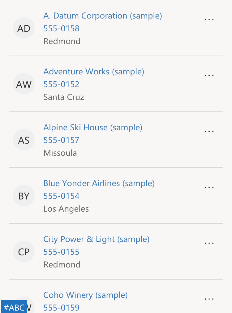 A. Datum Corporation (sample)
AD
555-0158
Redmond
...
Adventure Works (sample)
AW
555-0152
Santa Cruz
...
Alpine Ski House (sample)
AS
555-0157
Missoula
...
Blue Yonder Airlines (sample)
BY
555-0154
Los Angeles
...
City Power & Light (sample)
CP
555-0155
Redmond
...
Coho Winery (sample)
#ABC
555-0159
...